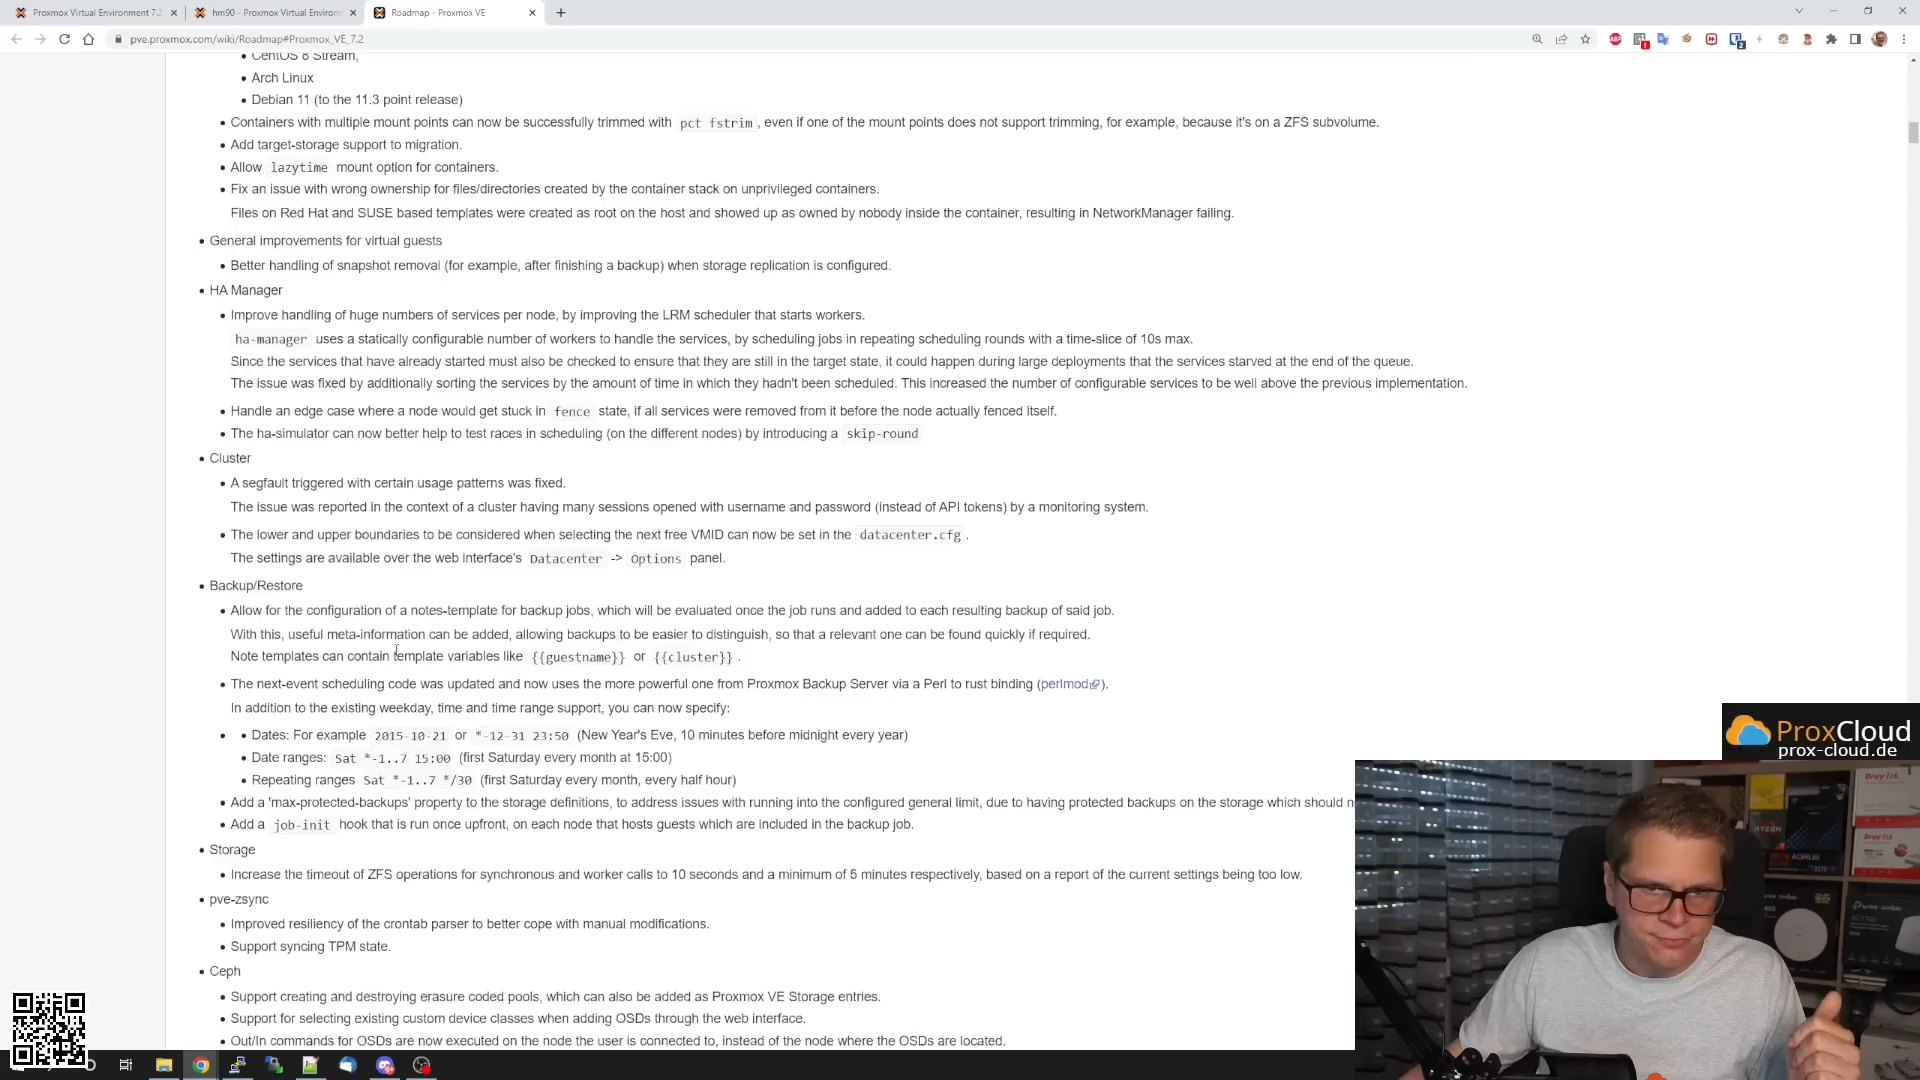 Proxmox Virtual Environment 7.2
hm90 - Proxmox Virtual Environm
Roadmap - Proxmox VE
pve.proxmox.com/wiki/Roadmap#Proxmox_VE_7.2
CentOS 8 Stream,
Arch Linux
Debian 11 (to the 11.3 point release)
Containers with multiple mount points can now be successfully trimmed with pct fstrim, even if one of the mount points does not support trimming, for example, because it's on a ZFS subvolume.
Add target-storage support to migration.
Allow lazytime mount option for containers.
Fix an issue with wrong ownership for files/directories created by the container stack on unprivileged containers.
Files on Red Hat and SUSE based templates were created as root on the host and showed up as owned by nobody inside the container, resulting in NetworkManager failing.
General improvements for virtual guests
Better handling of snapshot removal (for example, after finishing a backup) when storage replication is configured.
HA Manager
Improve handling of huge numbers of services per node, by improving the LRM scheduler that starts workers.
ha-manager uses a statically configurable number of workers to handle the services, by scheduling jobs in repeating scheduling rounds with a time-slice of 10s max.
Since the services that have already started must also be checked to ensure that they are still in the target state, it could happen during large deployments that the services starved at the end of the queue.
The issue was fixed by additionally sorting the services by the amount of time in which they hadn't been scheduled. This increased the number of configurable services to be well above the previous implementation.
Handle an edge case where a node would get stuck in fence state, if all services were removed from it before the node actually fenced itself.
The ha-simulator can now better help to test races in scheduling (on the different nodes) by introducing a skip-round
Cluster
A segfault triggered with certain usage patterns was fixed.
The issue was reported in the context of a cluster having many sessions opened with username and password (instead of API tokens) by a monitoring system.
The lower and upper boundaries to be considered when selecting the next free VMID can now be set in the datacenter.cfg.
The settings are available over the web interface's Datacenter -> Options panel.
Backup/Restore
Allow for the configuration of a notes-template for backup jobs, which will be evaluated once the job runs and added to each resulting backup of said job.
With this, useful meta-information can be added, allowing backups to be easier to distinguish, so that a relevant one can be found quickly if required.
Note templates can contain template variables like {{guestname}} or {{cluster}}.
The next-event scheduling code was updated and now uses the more powerful one from Proxmox Backup Server via a Perl to rust binding (perlmod).
In addition to the existing weekday, time and time range support, you can now specify:
Dates: For example 2015-10-21 or *-12-31 23:50 (New Year's Eve, 10 minutes before midnight every year)
Date ranges: Sat *-1..7 15:00 (first Saturday every month at 15:00)
Repeating ranges Sat *-1..7 */30 (first Saturday every month, every half hour)
Add a 'max-protected-backups' property to the storage definitions, to address issues with running into the configured general limit, due to having protected backups on the storage which should n
Add a job-init hook that is run once upfront, on each node that hosts guests which are included in the backup job.
Storage
Increase the timeout of ZFS operations for synchronous and worker calls to 10 seconds and a minimum of 5 minutes respectively, based on a report of the current settings being too low.
pve-zsync
Improved resiliency of the crontab parser to better cope with manual modifications.
Support syncing TPM state.
Ceph
Support creating and destroying erasure coded pools, which can also be added as Proxmox VE Storage entries.
Support for selecting existing custom device classes when adding OSDs through the web interface.
Out/In commands for OSDs are now executed on the node the user is connected to, instead of the node where the OSDs are located.
ProxCloud
prox-cloud.de
RYZEN